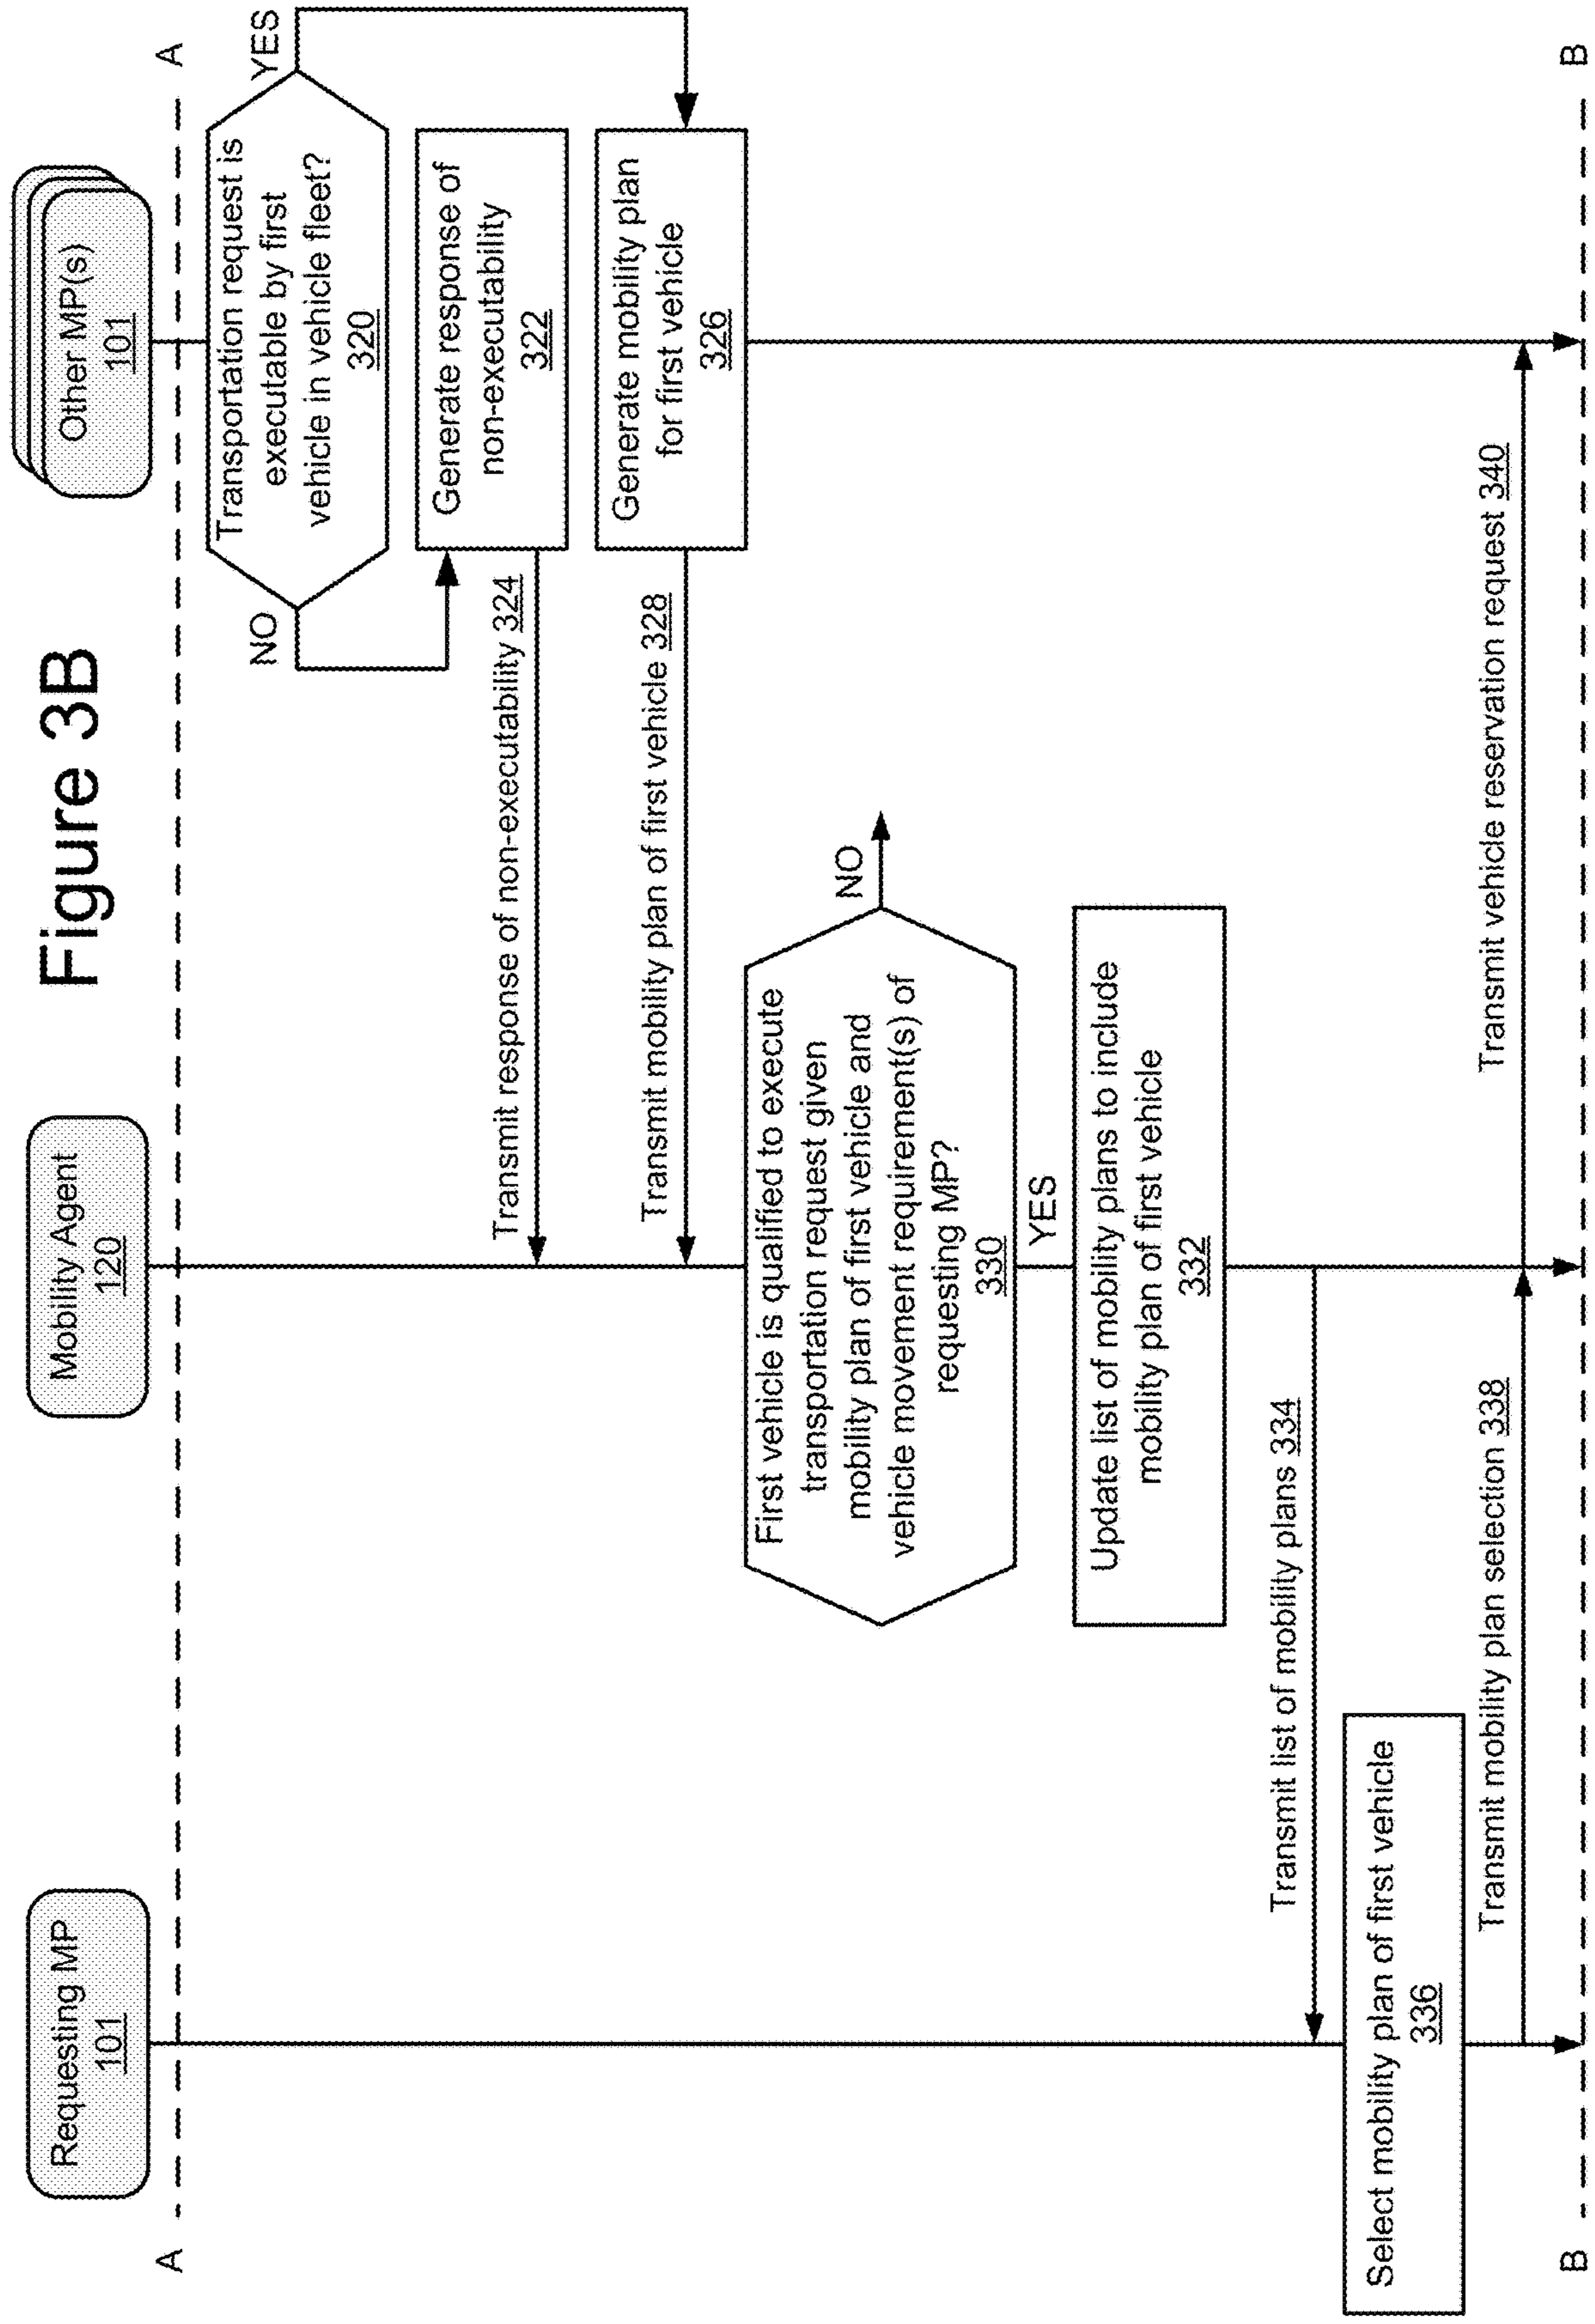 Figure 3B
Requesting MP
101
Mobility Agent
120
Other MP(s)
101
A
A
Transportation request is
executable by first
vehicle in vehicle fleet?
320
NO
YES
Generate response of
non-executability
322
Transmit response of non-executability 324
Generate mobility plan
for first vehicle
326
Transmit mobility plan of first vehicle 328
First vehicle is qualified to execute
transportation request given
mobility plan of first vehicle and
vehicle movement requirement(s) of
requesting MP?
330
NO
YES
Update list of mobility plans to include
mobility plan of first vehicle
332
Transmit list of mobility plans 334
Select mobility plan of first vehicle
336
Transmit mobility plan selection 338
Transmit vehicle reservation request 340
B
B